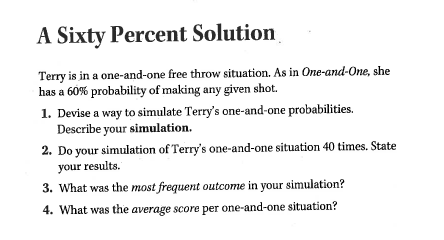 A Sixty Percent Solution
Terry is in a one-and-one free throw situation. As in One-and-One, she
has a 60% probability of making any given shot.
1. Devise a way to simulate Terry's one-and-one probabilities.
Describe your simulation.
2. Do your simulation of Terry's one-and-one situation 40 times. State
your results.
3. What was the most frequent outcome in your simulation?
4. What was the average score per one-and-one situation?